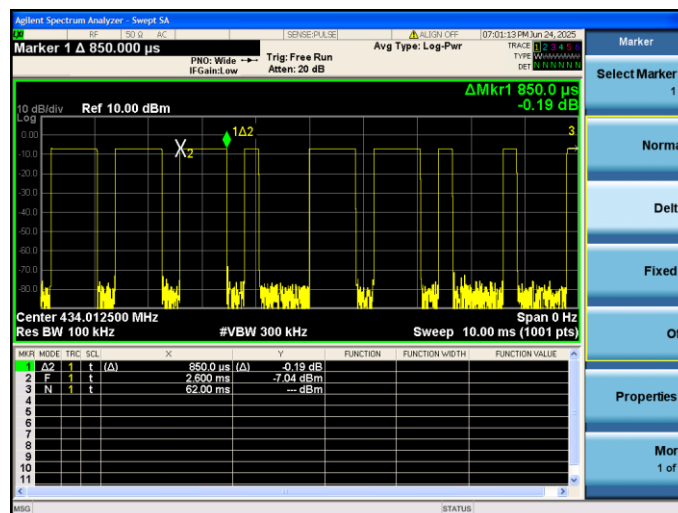 Agilent Spectrum Analyzer - Swept SA
RF 50 Ω AC SENSE:PULSE ALIGN OFF 07:01:13 PM Jun 24, 2025
Marker 1 Δ 850.000 µs
PNO: Wide
IFGain:Low
Trig: Free Run
Atten: 20 dB
Avg Type: Log-Pwr
TRACE 1 2 3 4 5 6
TYPE W
DET N N N N N N
ΔMkr1 850.0 µs
-0.19 dB
10 dB/div Ref 10.00 dBm
Log
0.00
-10.0
-20.0
-30.0
-40.0
-50.0
-60.0
-70.0
-80.0
X2
1Δ2
3
Center 434.012500 MHz Span 0 Hz
Res BW 100 kHz #VBW 300 kHz Sweep 10.00 ms (1001 pts)
MKR MODE TRC SCL X Y FUNCTION FUNCTION WIDTH FUNCTION VALUE
1 Δ2 1 t (Δ) 850.0 µs (Δ) -0.19 dB
2 F 1 t 2.600 ms -7.04 dBm
3 N 1 t 62.00 ms --- dBm
4
5
6
7
8
9
10
11
MSG STATUS
Marker
Select Marker
1
Norma
Delt
Fixed
O
Properties
Mor
1 of